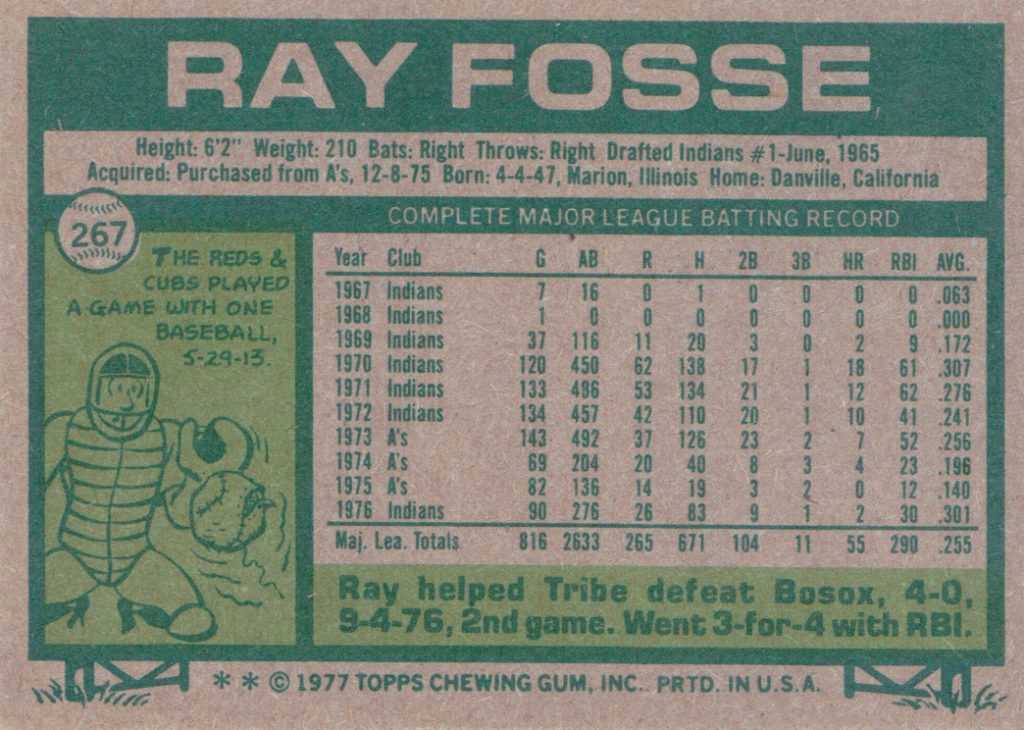 RAY FOSSE
Height: 6'2" Weight: 210 Bats: Right Throws: Right Drafted Indians #1-June, 1965
Acquired: Purchased from A's, 12-8-75 Born: 4-4-47, Marion, Illinois Home: Danville, California
267
THE REDS &
CUBS PLAYED
A GAME WITH ONE
BASEBALL,
5-29-13.
COMPLETE MAJOR LEAGUE BATTING RECORD
Year Club G AB R H 2B 3B HR RBI AVG.
1967 Indians 7 16 0 1 0 0 0 0 .063
1968 Indians 1 0 0 0 0 0 0 0 .000
1969 Indians 37 116 11 20 3 0 2 9 .172
1970 Indians 120 450 62 138 17 1 18 61 .307
1971 Indians 133 486 53 134 21 1 12 62 .276
1972 Indians 134 457 42 110 20 1 10 41 .241
1973 A's 143 492 37 126 23 2 7 52 .256
1974 A's 69 204 20 40 8 3 4 23 .196
1975 A's 82 136 14 19 3 2 0 12 .140
1976 Indians 90 276 26 83 9 1 2 30 .301
Maj. Lea. Totals 816 2633 265 671 104 11 55 290 .255
Ray helped Tribe defeat Bosox, 4-0,
9-4-76, 2nd game. Went 3-for-4 with RBI.
* * © 1977 TOPPS CHEWING GUM, INC. PRTD. IN U.S.A.